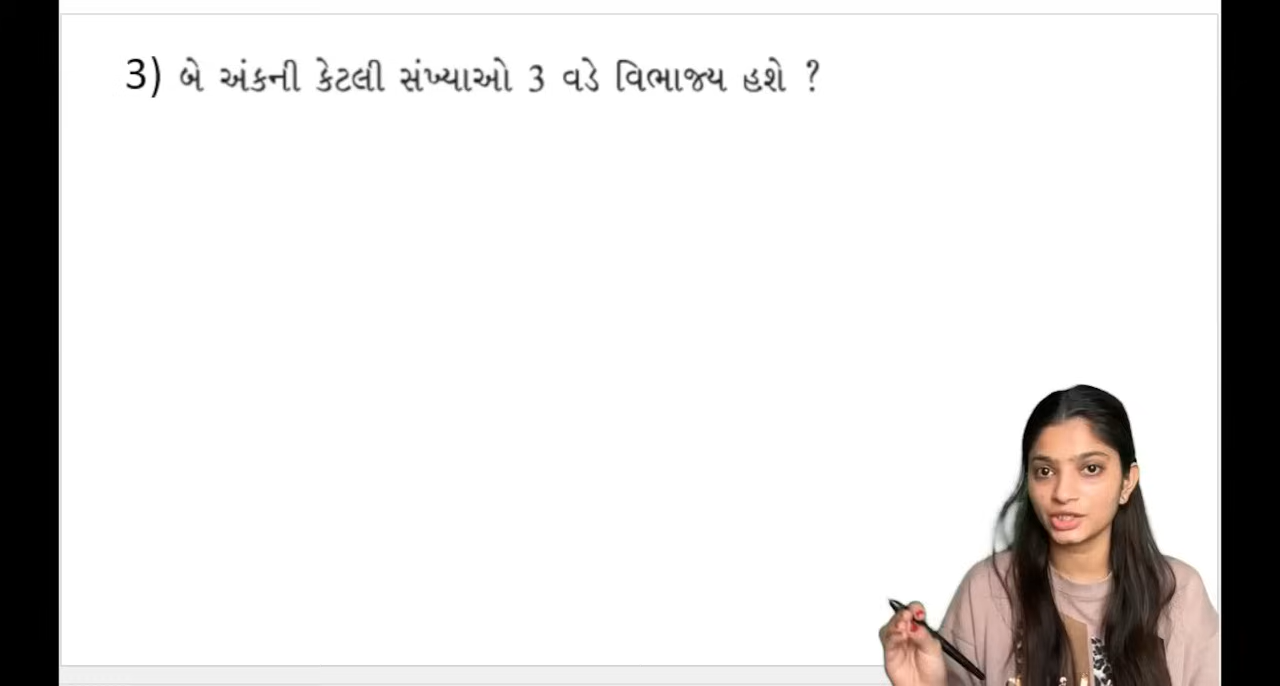 3) બે અંકની કેટલી સંખ્યાઓ 3 વડે વિભાજ્ય હશે ?